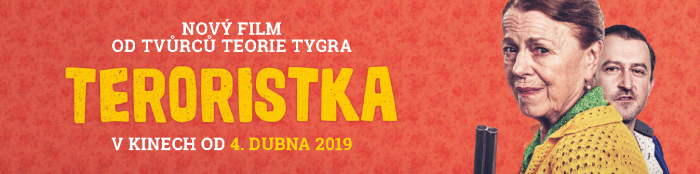 NOVÝ FILM
OD TVŮRCŮ TEORIE TYGRA
TERORISTKA
V KINECH OD 4. DUBNA 2019